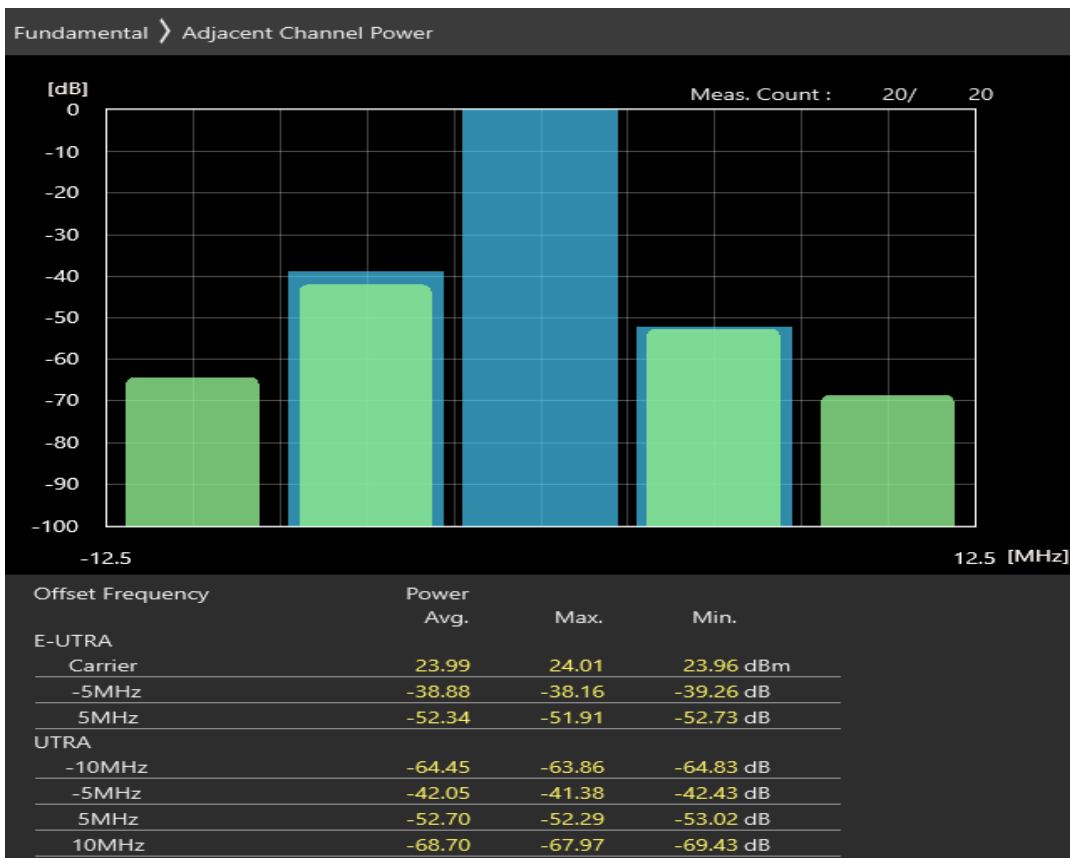 Fundamental 〉 Adjacent Channel Power
[dB]
Meas. Count : 20/ 20
0
-10
-20
-30
-40
-50
-60
-70
-80
-90
-100
-12.5 12.5 [MHz]
Offset Frequency Power
Avg. Max. Min.
E-UTRA
Carrier 23.99 24.01 23.96 dBm
-5MHz -38.88 -38.16 -39.26 dB
5MHz -52.34 -51.91 -52.73 dB
UTRA
-10MHz -64.45 -63.86 -64.83 dB
-5MHz -42.05 -41.38 -42.43 dB
5MHz -52.70 -52.29 -53.02 dB
10MHz -68.70 -67.97 -69.43 dB